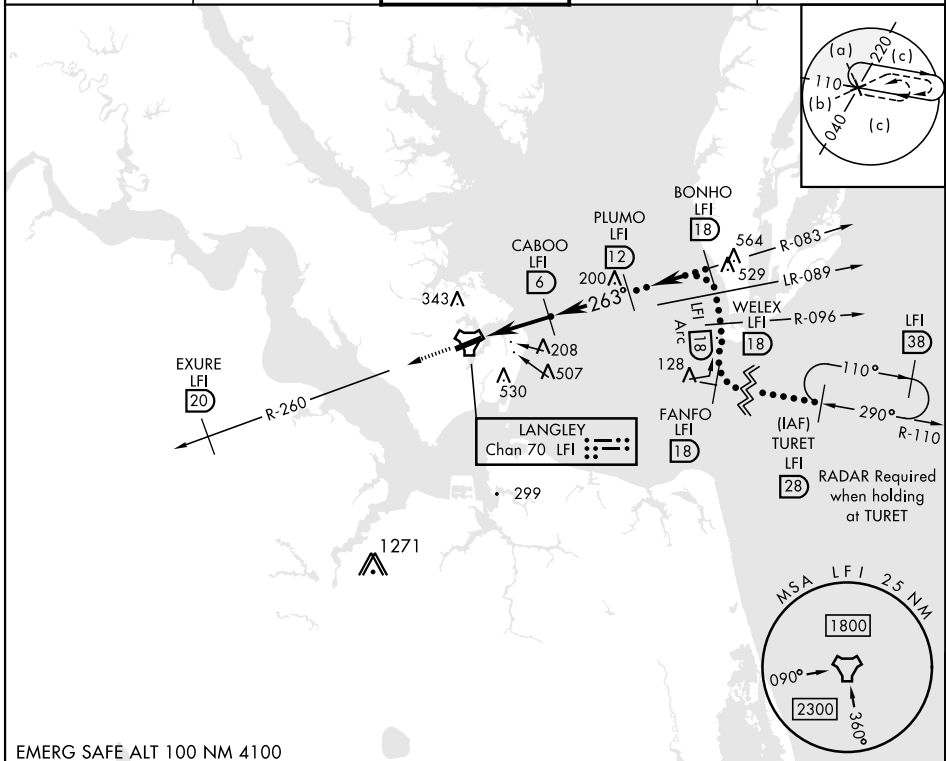 (a)
220
(c)
110
(b)
040
(c)
BONHO
LFI
18
PLUMO
LFI
12
CABOO
LFI
6
564
R-083
529
200
LR-089
263°
343
WELEX
LFI
18
R-096
LFI
38
LFI
18
Arc
208
507
530
128
110°
290°
R-110
EXURE
LFI
20
R-260
FANFO
LFI
18
(IAF)
TURET
LFI
28
LANGLEY
Chan 70 LFI
RADAR Required
when holding
at TURET
299
1271
MSA LFI 25 NM
1800
090°
2300
360°
EMERG SAFE ALT 100 NM 4100